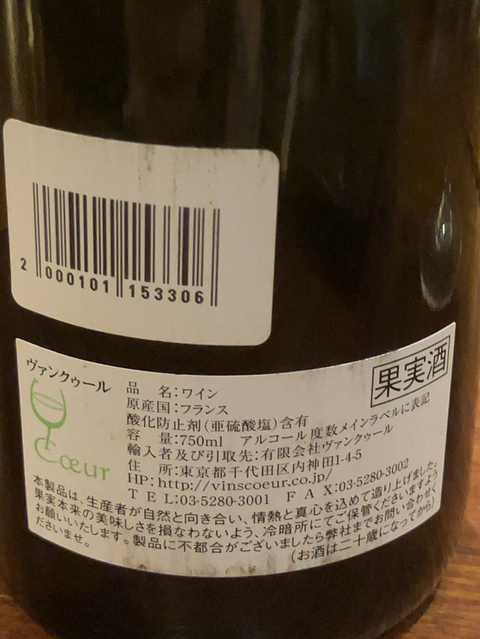 2 000101 153306
ヴァンクゥール
Cœur
果実酒
品　名：ワイン
原産国：フランス
酸化防止剤（亜硫酸塩）含有
容　量：750ml　アルコール度数メインラベルに表記
輸入者及び引取先：有限会社ヴァンクゥール
住　所：東京都千代田区内神田1-4-5
HP：http://vinscoeur.co.jp/
TEL:03-5280-3001　FAX:03-5280-3002
本製品は、生産者が自然と向き合い、情熱と真心を込めて造り上げました。
果実本来の美味しさを損なわないよう、冷暗所にてご保管くださいますよう
お願いいたします。製品に不都合がございましたら弊社までお問い合わせく
ださいませ。
（お酒は二十歳になってから）